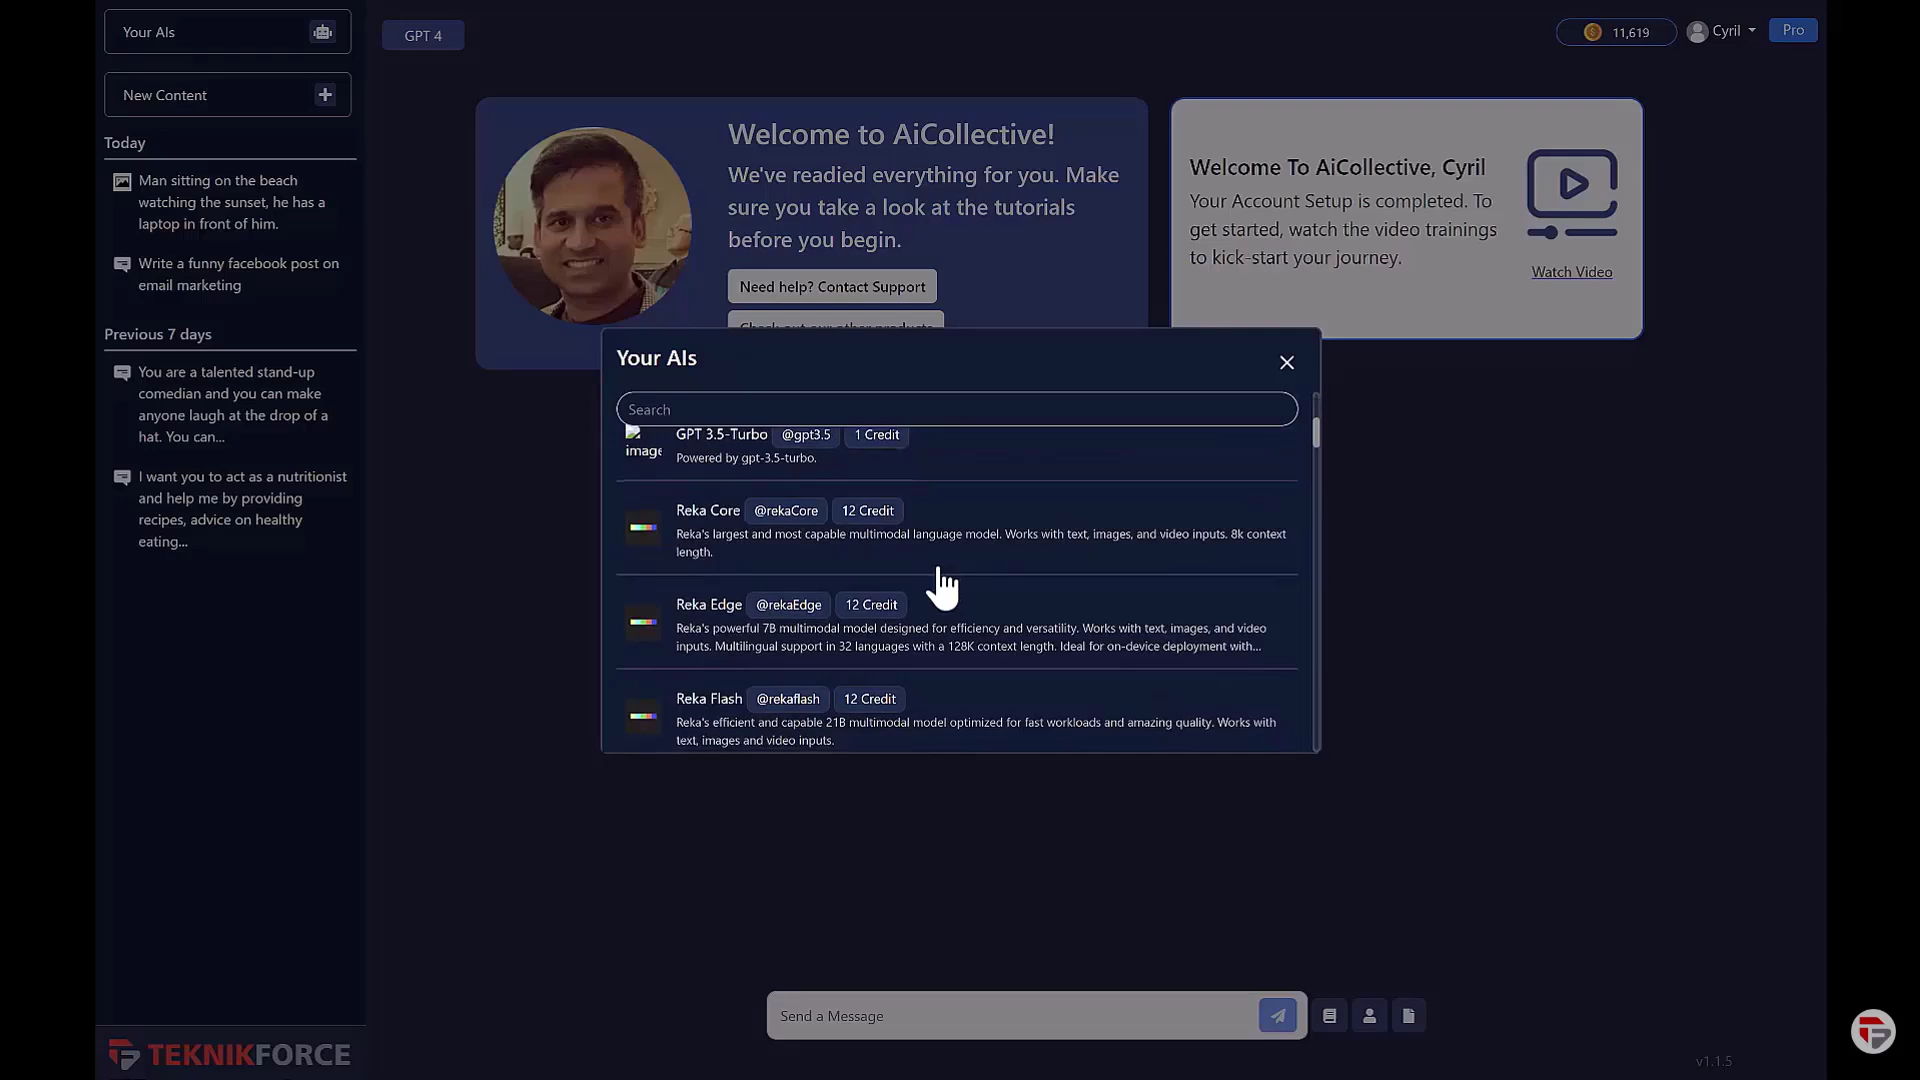 Your AIs
New Content
Today
Man sitting on the beach
watching the sunset, he has a
laptop in front of him.
Write a funny facebook post on
email marketing
Previous 7 days
You are a talented stand-up
comedian and you can make
anyone laugh at the drop of a
hat. You can...
I want you to act as a nutritionist
and help me by providing
recipes, advice on healthy
eating...
TEKNIKFORCE
GPT 4
11,619
Cyril
Pro
Welcome to AiCollective!
We've readied everything for you. Make
sure you take a look at the tutorials
before you begin.
Need help? Contact Support
Check out our other products
Welcome To AiCollective, Cyril
Your Account Setup is completed. To
get started, watch the video trainings
to kick-start your journey.
Watch Video
Your AIs
Search
image
GPT 3.5-Turbo @gpt3.5 1 Credit
Powered by gpt-3.5-turbo.
Reka Core @rekaCore 12 Credit
Reka's largest and most capable multimodal language model. Works with text, images, and video inputs. 8k context
length.
Reka Edge @rekaEdge 12 Credit
Reka's powerful 7B multimodal model designed for efficiency and versatility. Works with text, images, and video
inputs. Multilingual support in 32 languages with a 128K context length. Ideal for on-device deployment with...
Reka Flash @rekaflash 12 Credit
Reka's efficient and capable 21B multimodal model optimized for fast workloads and amazing quality. Works with
text, images and video inputs.
Send a Message
v1.1.5